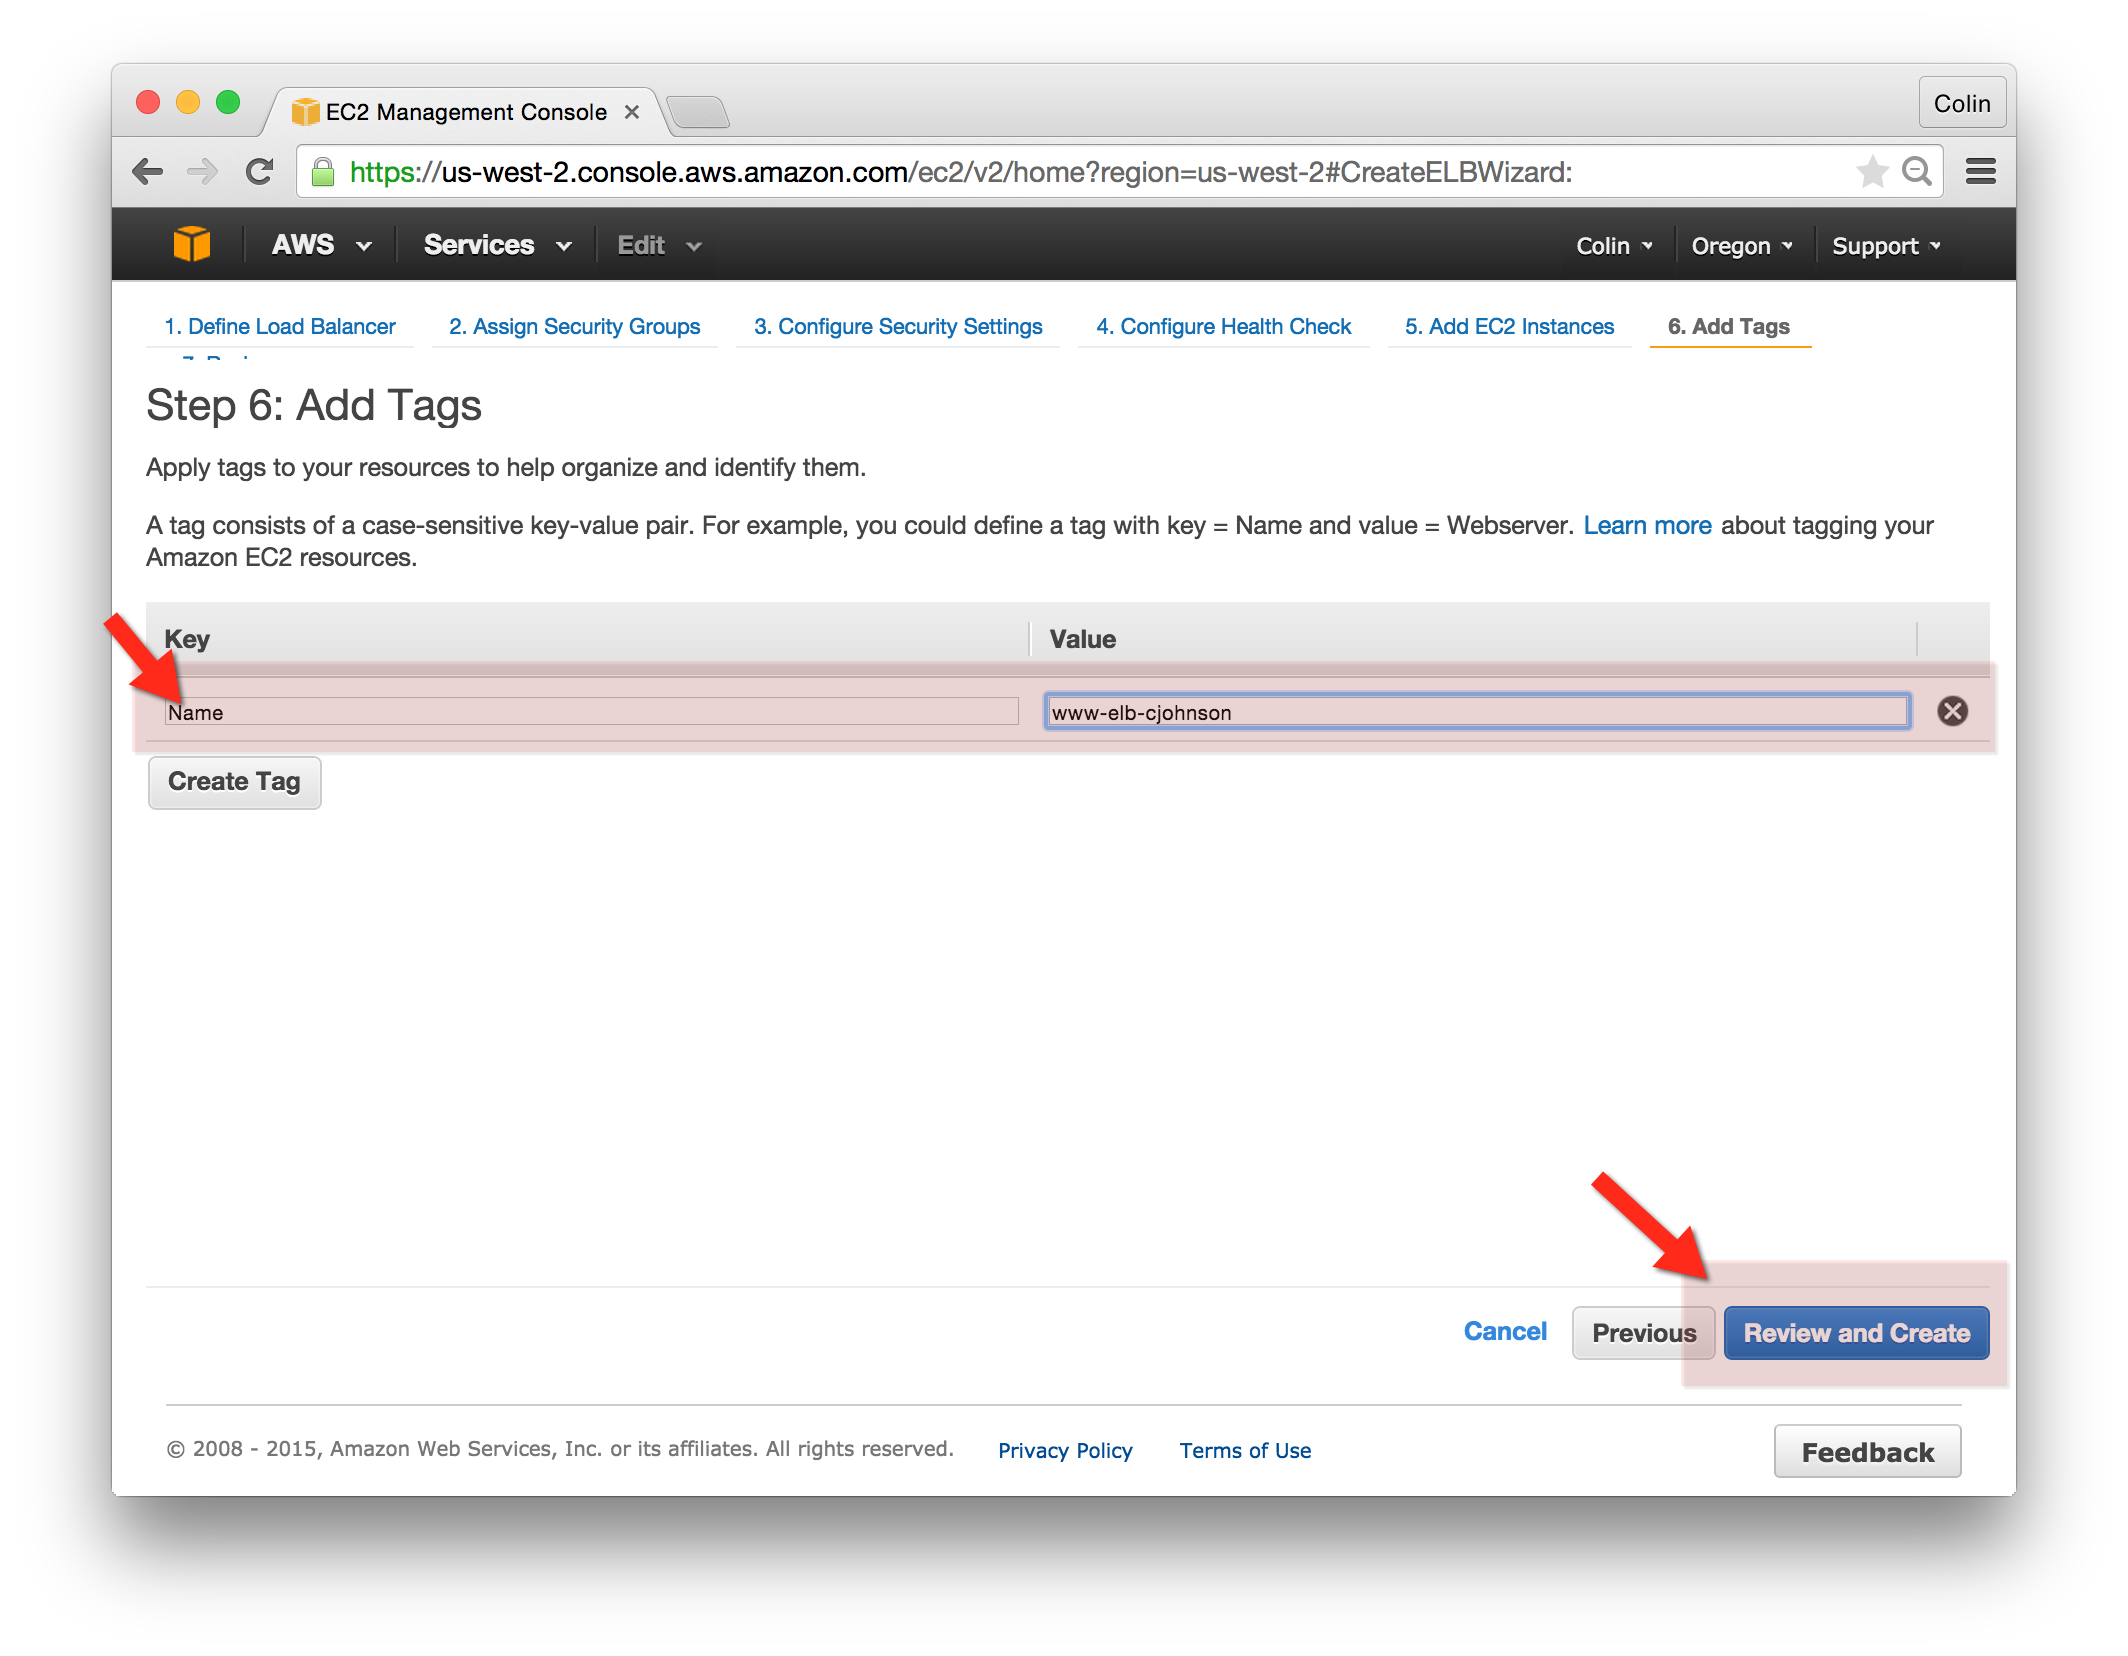 EC2 Management Console
Colin
https://us-west-2.console.aws.amazon.com/ec2/v2/home?region=us-west-2#CreateELBWizard:
AWS Services Edit Colin Oregon Support
1. Define Load Balancer 2. Assign Security Groups 3. Configure Security Settings 4. Configure Health Check 5. Add EC2 Instances 6. Add Tags
Step 6: Add Tags
Apply tags to your resources to help organize and identify them.
A tag consists of a case-sensitive key-value pair. For example, you could define a tag with key = Name and value = Webserver. Learn more about tagging your
Amazon EC2 resources.
Key Value
Name www-elb-cjohnson
Create Tag
Cancel Previous Review and Create
© 2008 - 2015, Amazon Web Services, Inc. or its affiliates. All rights reserved. Privacy Policy Terms of Use Feedback